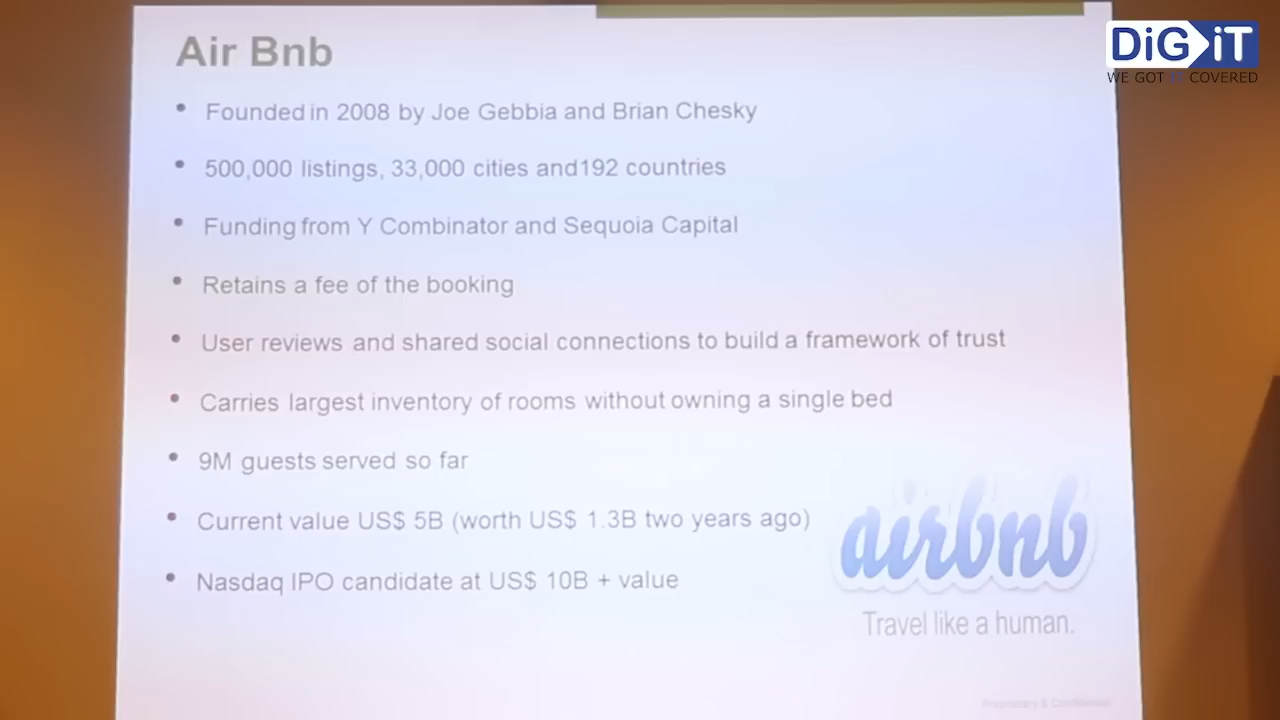 DiGiT
WE GOT IT COVERED
Air Bnb
• Founded in 2008 by Joe Gebbia and Brian Chesky
• 500,000 listings, 33,000 cities and192 countries
• Funding from Y Combinator and Sequoia Capital
• Retains a fee of the booking
• User reviews and shared social connections to build a framework of trust
• Carries largest inventory of rooms without owning a single bed
• 9M guests served so far
• Current value US$ 5B (worth US$ 1.3B two years ago)
• Nasdaq IPO candidate at US$ 10B + value
airbnb
Travel like a human.
Proprietary & Confidential